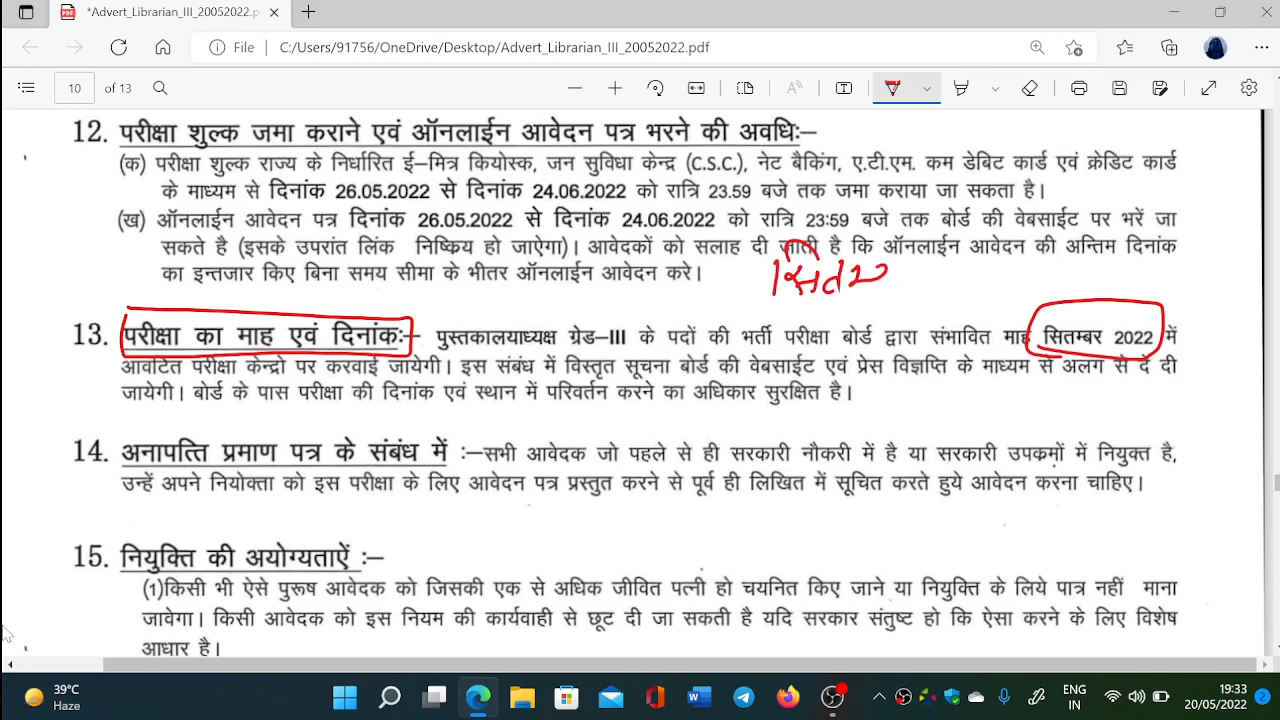 *Advert_Librarian_III_20052022.p
File C:/Users/91756/OneDrive/Desktop/Advert_Librarian_III_20052022.pdf
10 of 13
12. परीक्षा शुल्क जमा कराने एवं ऑनलाईन आवेदन पत्र भरने की अवधिः–
(क) परीक्षा शुल्क राज्य के निर्धारित ई–मित्र कियोस्क, जन सुविधा केन्द्र (C.S.C.), नेट बैकिंग, ए.टी.एम. कम डेबिट कार्ड एवं क्रेडिट कार्ड
के माध्यम से दिनांक 26.05.2022 से दिनांक 24.06.2022 को रात्रि 23.59 बजे तक जमा कराया जा सकता है।
(ख) ऑनलाईन आवेदन पत्र दिनांक 26.05.2022 से दिनांक 24.06.2022 को रात्रि 23:59 बजे तक बोर्ड की वेबसाईट पर भरें जा
सकते है (इसके उपरांत लिंक निष्क्रिय हो जाऐगा)। आवेदकों को सलाह दी जाती है कि ऑनलाईन आवेदन की अन्तिम दिनांक
का इन्तजार किए बिना समय सीमा के भीतर ऑनलाईन आवेदन करे।
13. परीक्षा का माह एवं दिनांकः– पुस्तकालयाध्यक्ष ग्रेड–III के पदों की भर्ती परीक्षा बोर्ड द्वारा संभावित माह सितम्बर 2022 में
आवटित परीक्षा केन्द्रो पर करवाई जायेगी। इस संबंध में विस्तृत सूचना बोर्ड की वेबसाईट एवं प्रेस विज्ञप्ति के माध्यम से अलग से दे दी
जायेगी। बोर्ड के पास परीक्षा की दिनांक एवं स्थान में परिवर्तन करने का अधिकार सुरक्षित है।
14. अनापत्ति प्रमाण पत्र के संबंध में :–सभी आवेदक जो पहले से ही सरकारी नौकरी में है या सरकारी उपक्रमों में नियुक्त है,
उन्हें अपने नियोक्ता को इस परीक्षा के लिए आवेदन पत्र प्रस्तुत करने से पूर्व ही लिखित में सूचित करते हुये आवेदन करना चाहिए।
15. नियुक्ति की अयोग्यताऐं :–
(1)किसी भी ऐसे पुरूष आवेदक को जिसकी एक से अधिक जीवित पत्नी हो चयनित किए जाने या नियुक्ति के लिये पात्र नहीं माना
जावेगा। किसी आवेदक को इस नियम की कार्यवाही से छूट दी जा सकती है यदि सरकार संतुष्ट हो कि ऐसा करने के लिए विशेष
आधार है।
39°C
Haze
ENG
IN
19:33
20/05/2022
2